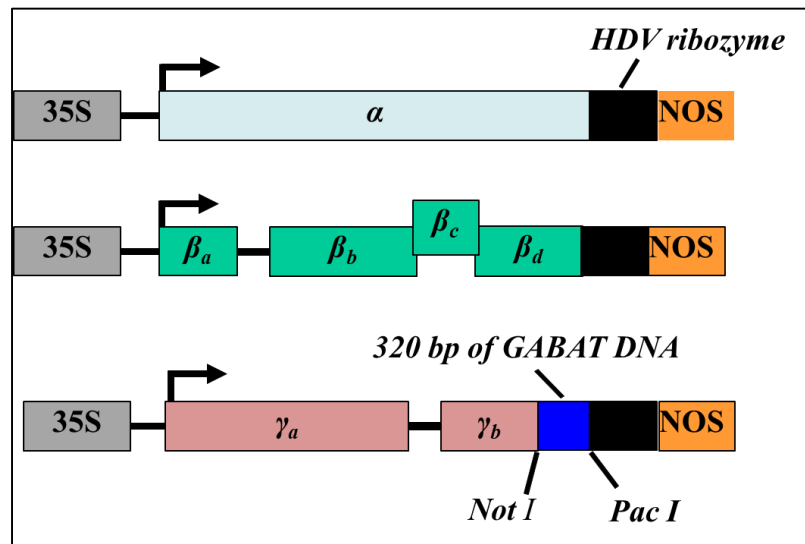 HDV ribozyme
35S α NOS
35S βa βb βc βd NOS
320 bp of GABAT DNA
35S γa γb NOS
Not I Pac I